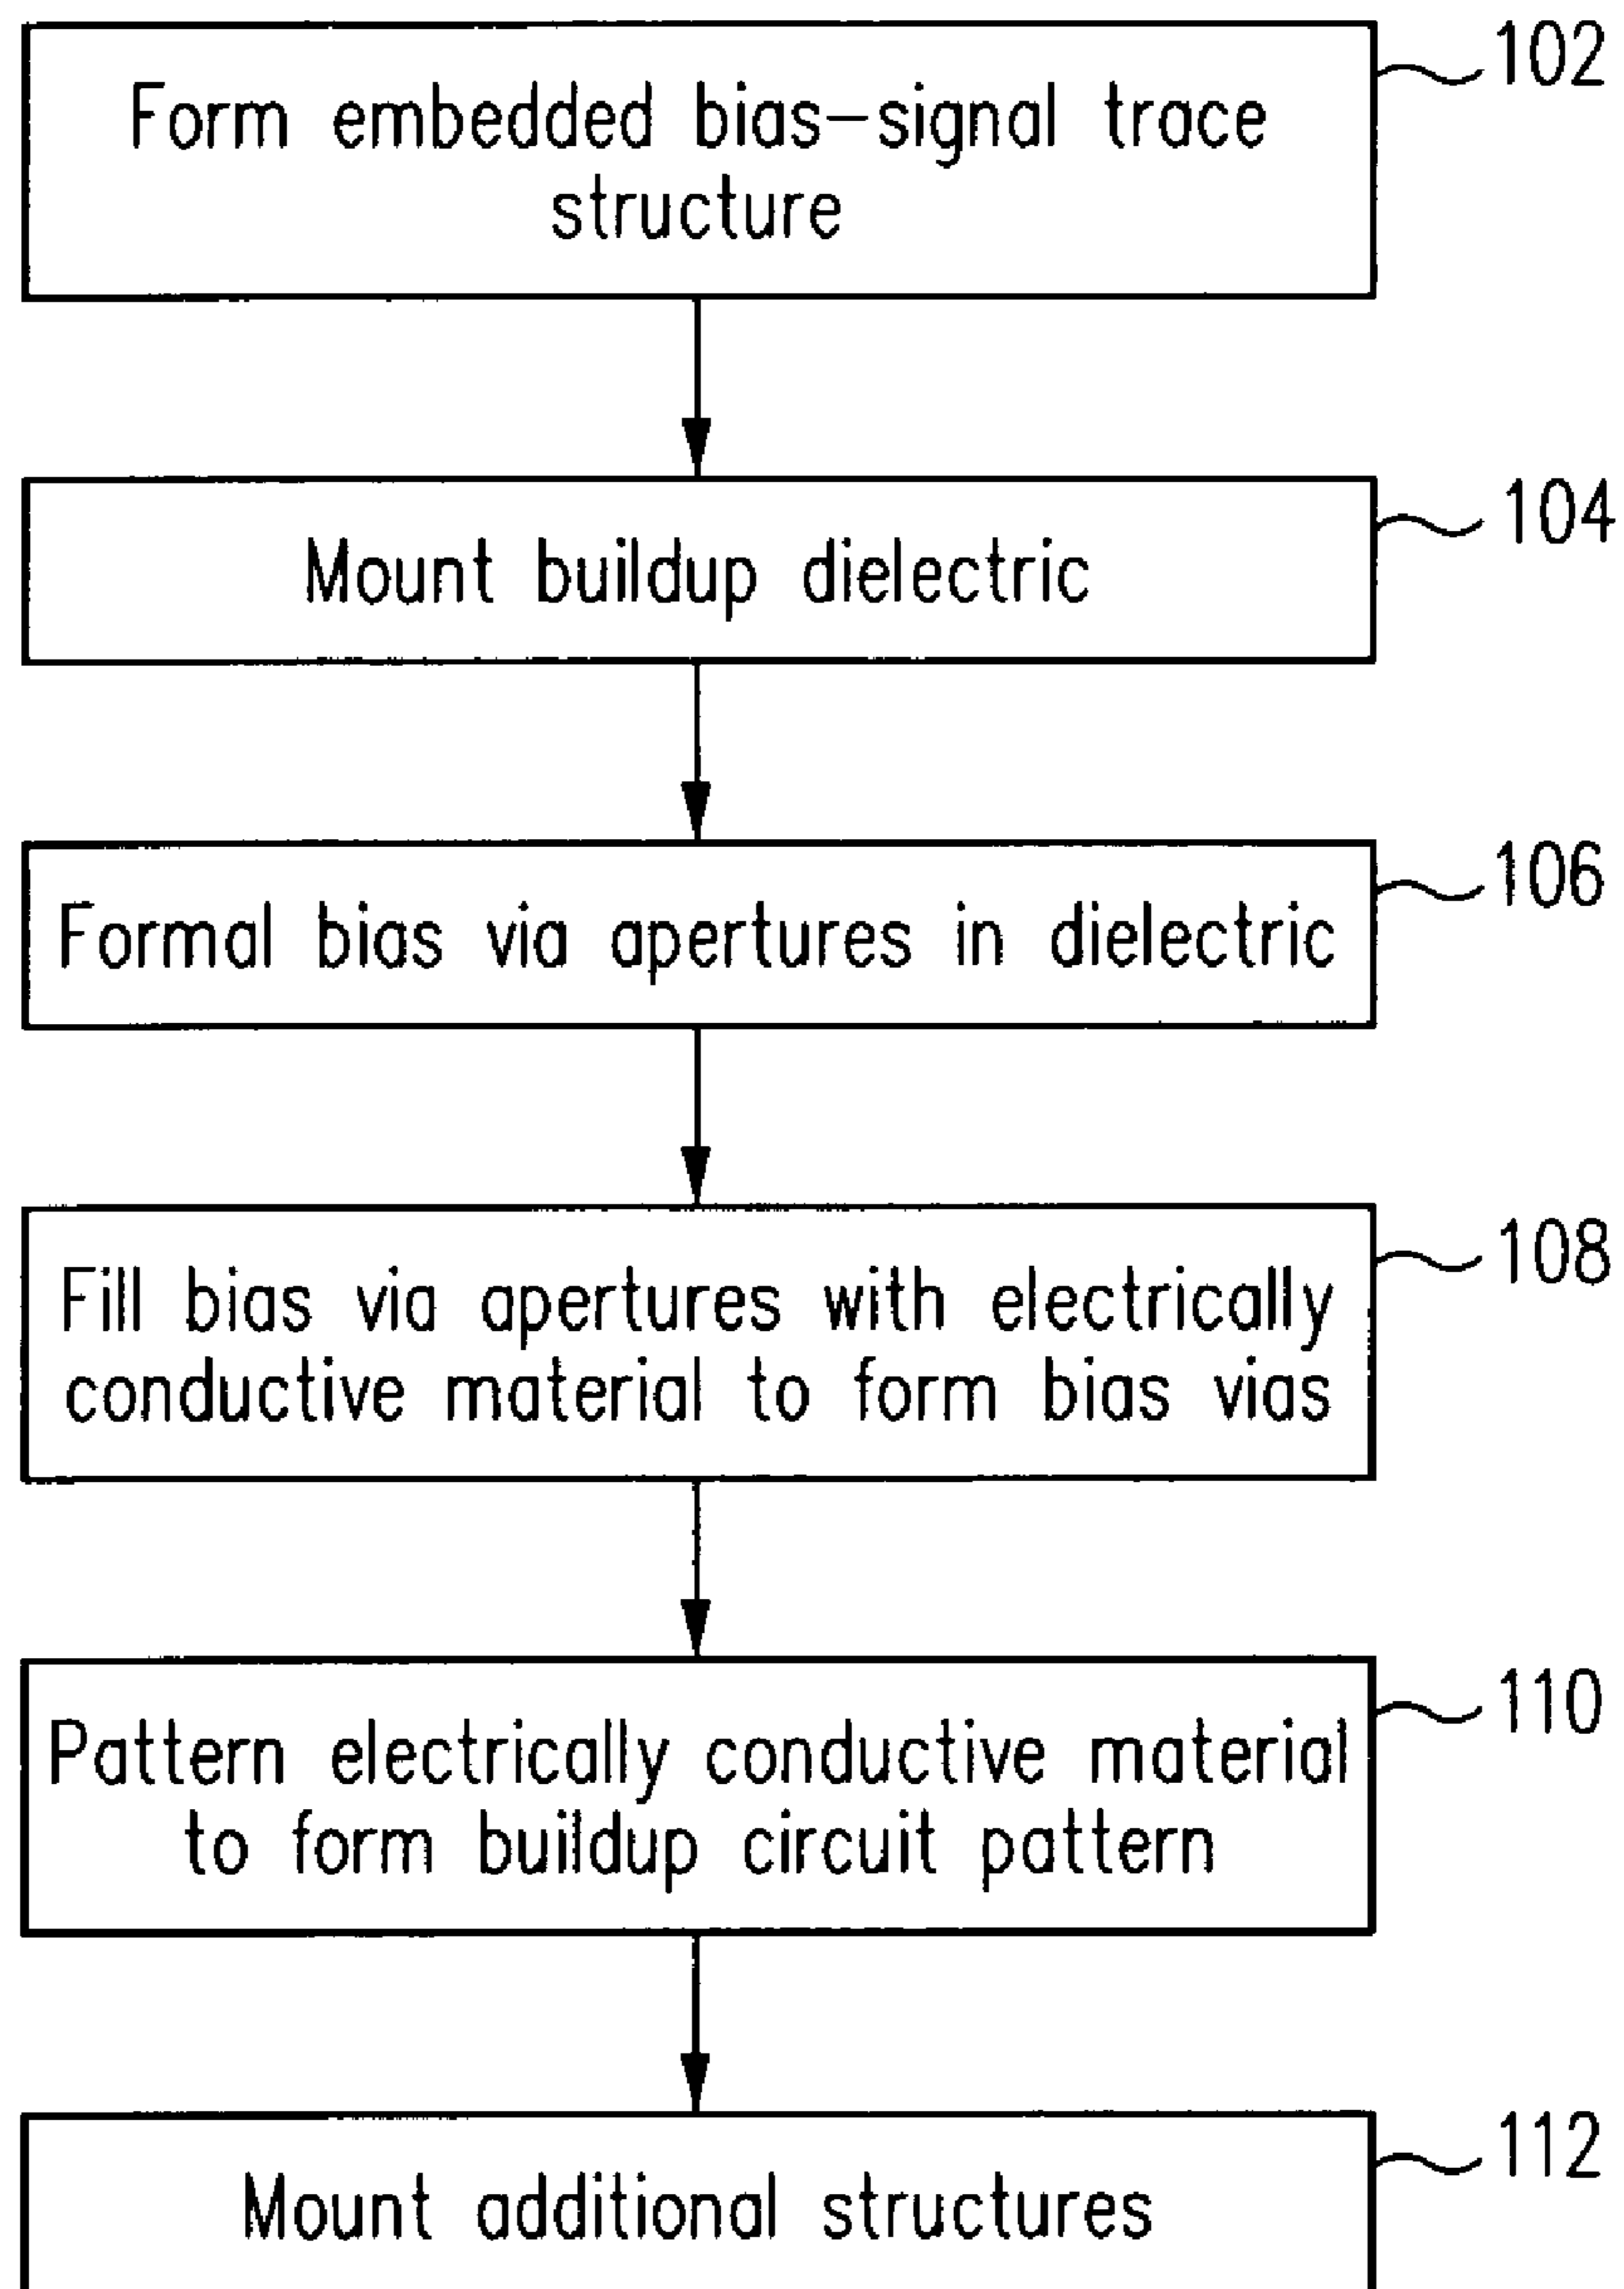 102
Form embedded bias-signal trace
structure
104
Mount buildup dielectric
106
Formal bias via apertures in dielectric
108
Fill bias via apertures with electrically
conductive material to form bias vias
110
Pattern electrically conductive material
to form buildup circuit pattern
112
Mount additional structures